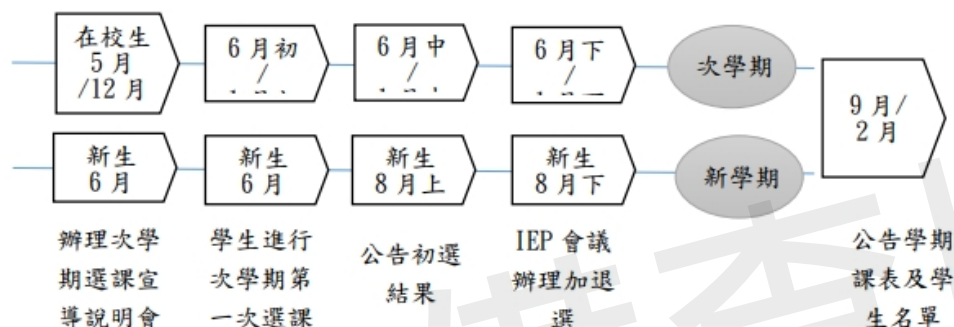 在校生
5月
/12月
6月初
/
6月中
/
6月下
/
次學期
9月/
2月
新生
6月
新生
6月
新生
8月上
新生
8月下
新學期
辦理次學
期選課宣
導說明會
學生進行
次學期第
一次選課
公告初選
結果
IEP 會議
辦理加退
選
公告學期
課表及學
生名單